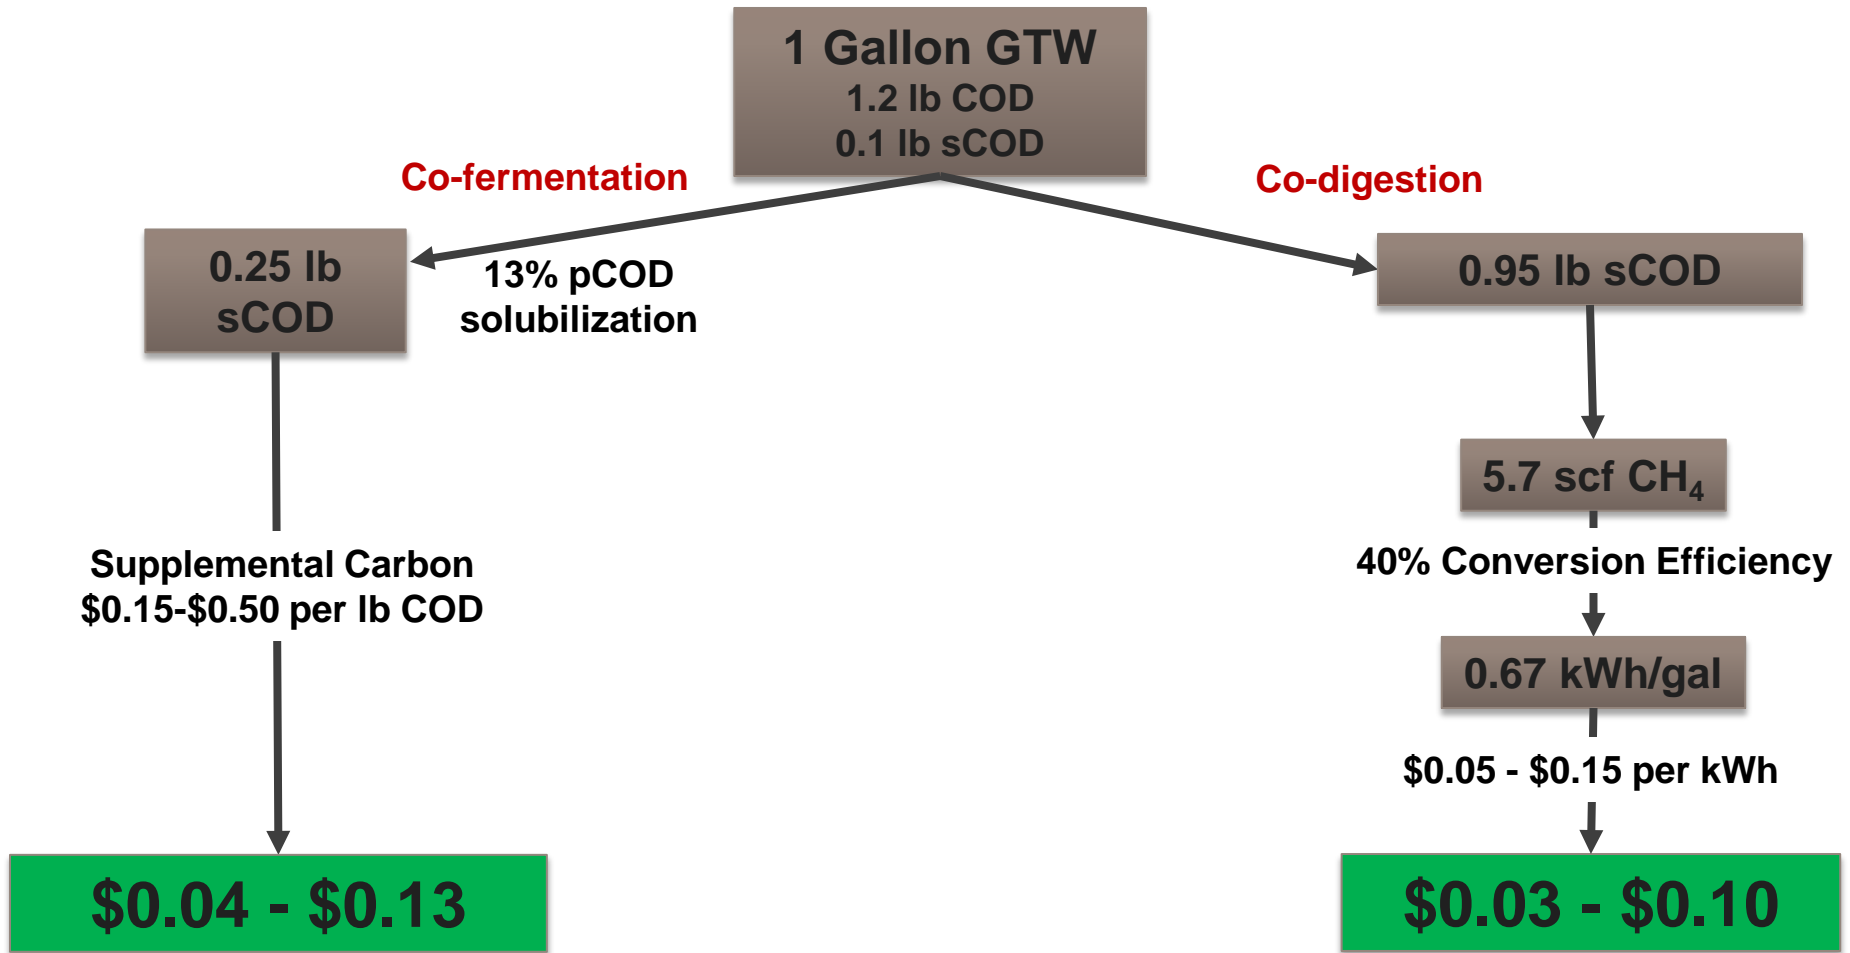 1 Gallon GTW
1.2 lb COD
0.1 lb sCOD
Co-fermentation
Co-digestion
0.25 lb
sCOD
13% pCOD
solubilization
0.95 lb sCOD
5.7 scf CH₄
Supplemental Carbon
$0.15-$0.50 per lb COD
40% Conversion Efficiency
0.67 kWh/gal
$0.05 - $0.15 per kWh
$0.04 - $0.13
$0.03 - $0.10